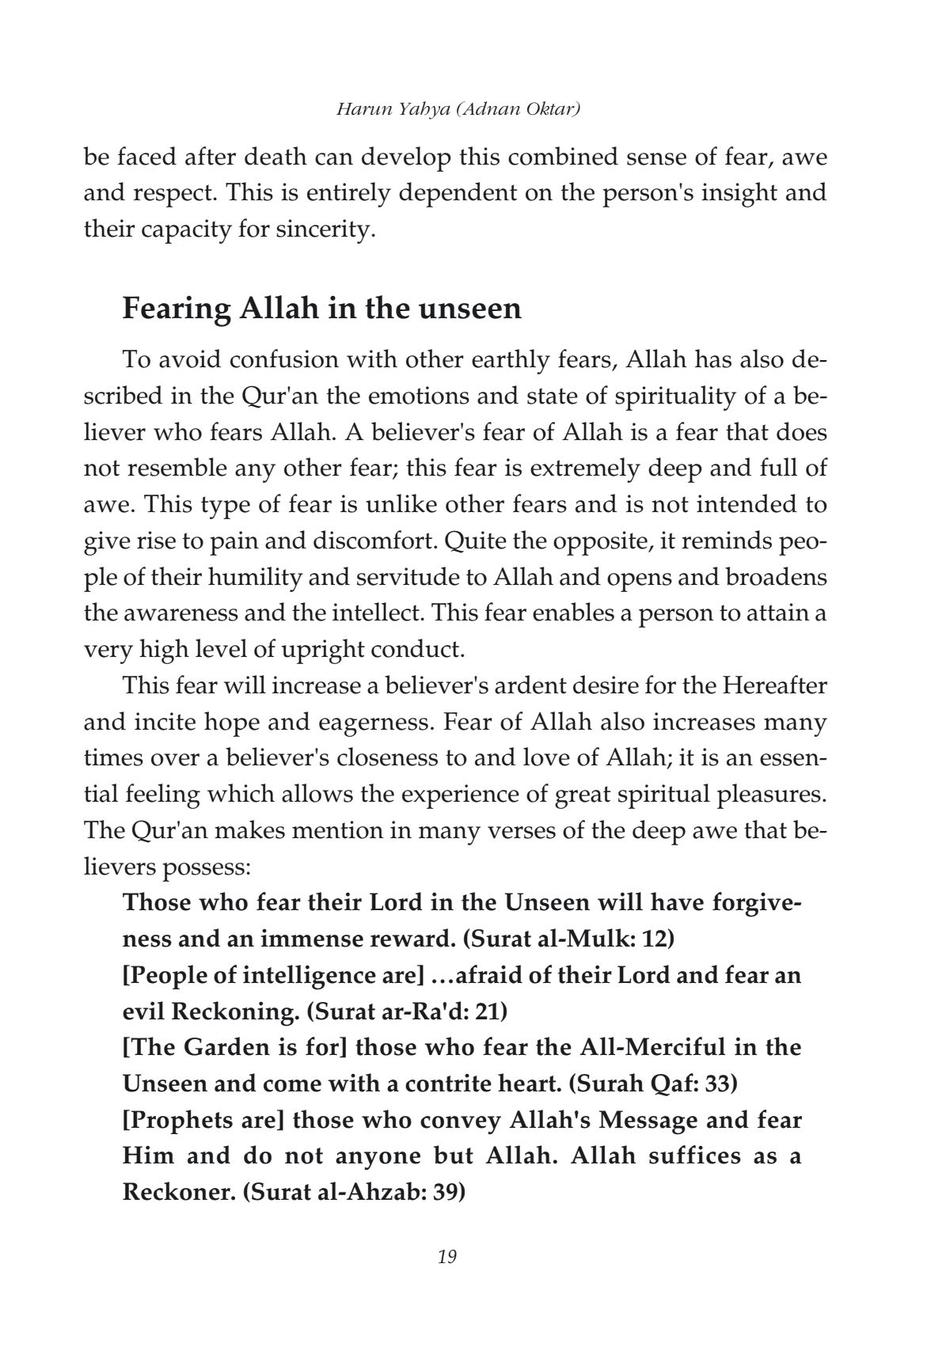 Harun Yahya (Adnan Oktar)
be faced after death can develop this combined sense of fear, awe
and respect. This is entirely dependent on the person's insight and
their capacity for sincerity.
Fearing Allah in the unseen
To avoid confusion with other earthly fears, Allah has also de-
scribed in the Qur'an the emotions and state of spirituality of a be-
liever who fears Allah. A believer's fear of Allah is a fear that does
not resemble any other fear; this fear is extremely deep and full of
awe. This type of fear is unlike other fears and is not intended to
give rise to pain and discomfort. Quite the opposite, it reminds peo-
ple of their humility and servitude to Allah and opens and broadens
the awareness and the intellect. This fear enables a person to attain a
very high level of upright conduct.
This fear will increase a believer's ardent desire for the Hereafter
and incite hope and eagerness. Fear of Allah also increases many
times over a believer's closeness to and love of Allah; it is an essen-
tial feeling which allows the experience of great spiritual pleasures.
The Qur'an makes mention in many verses of the deep awe that be-
lievers possess:
Those who fear their Lord in the Unseen will have forgive-
ness and an immense reward. (Surat al-Mulk: 12)
[People of intelligence are] …afraid of their Lord and fear an
evil Reckoning. (Surat ar-Ra'd: 21)
[The Garden is for] those who fear the All-Merciful in the
Unseen and come with a contrite heart. (Surah Qaf: 33)
[Prophets are] those who convey Allah's Message and fear
Him and do not anyone but Allah. Allah suffices as a
Reckoner. (Surat al-Ahzab: 39)
19